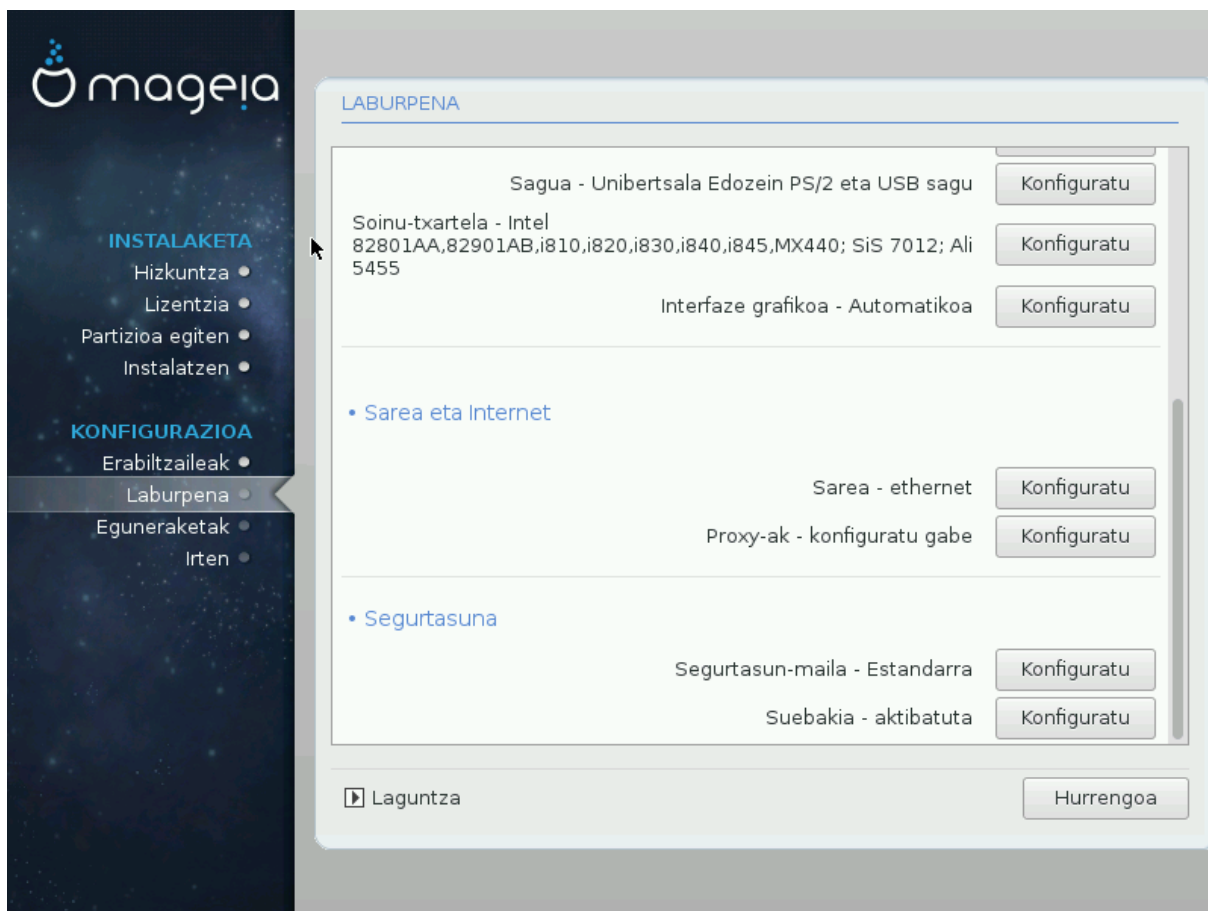 mageia
INSTALAKETA
Hizkuntza
Lizentzia
Partizioa egiten
Instalatzen
KONFIGURAZIOA
Erabiltzaileak
Laburpena
Eguneraketak
Irten
LABURPENA
Sagua - Unibertsala Edozein PS/2 eta USB sagu
Konfiguratu
Soinu-txartela - Intel
82801AA,82901AB,i810,i820,i830,i840,i845,MX440; SiS 7012; Ali
5455
Konfiguratu
Interfaze grafikoa - Automatikoa
Konfiguratu
• Sarea eta Internet
Sarea - ethernet
Konfiguratu
Proxy-ak - konfiguratu gabe
Konfiguratu
• Segurtasuna
Segurtasun-maila - Estandarra
Konfiguratu
Suebakia - aktibatuta
Konfiguratu
Laguntza
Hurrengoa